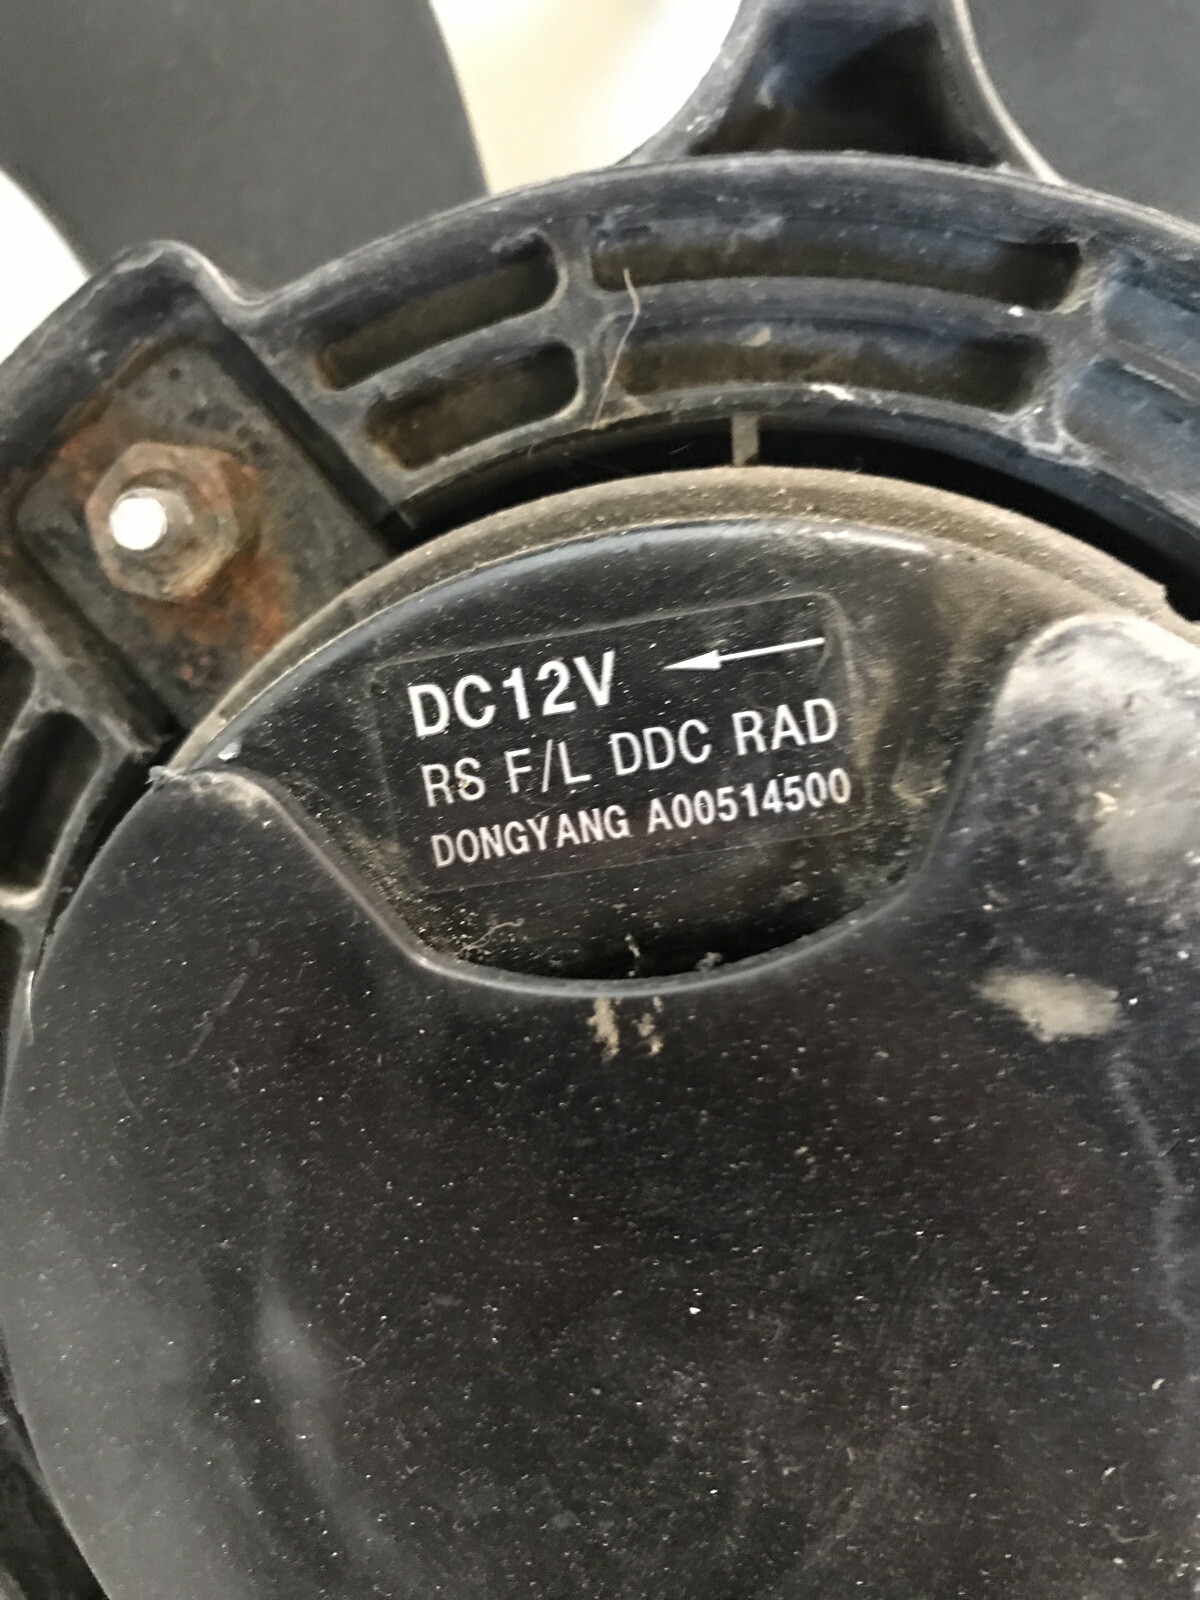 DC12V
RS F/L DDC RAD
DONGYANG A00514500